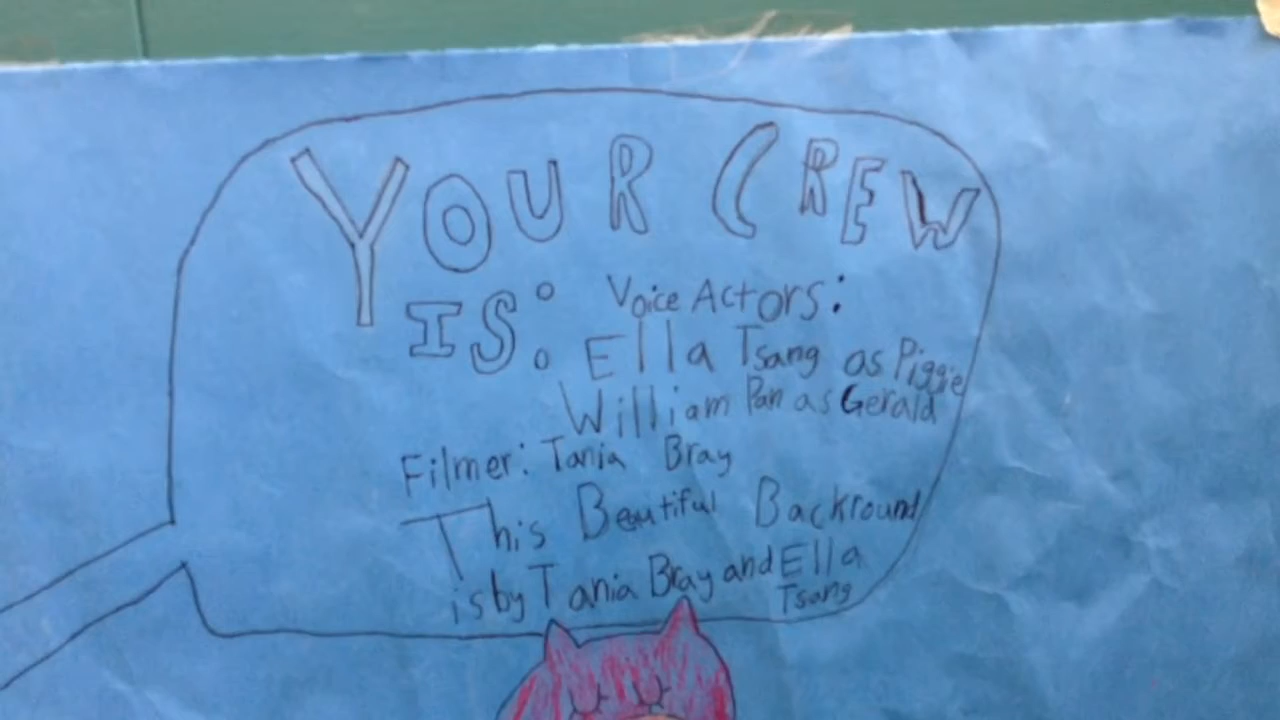 YOUR CREW
IS: Voice Actors:
Ella Tsang as Piggie
William Pan as Gerald
Filmer: Tania Bray
This Beautiful Backround
is by Tania Bray and Ella
Tsang